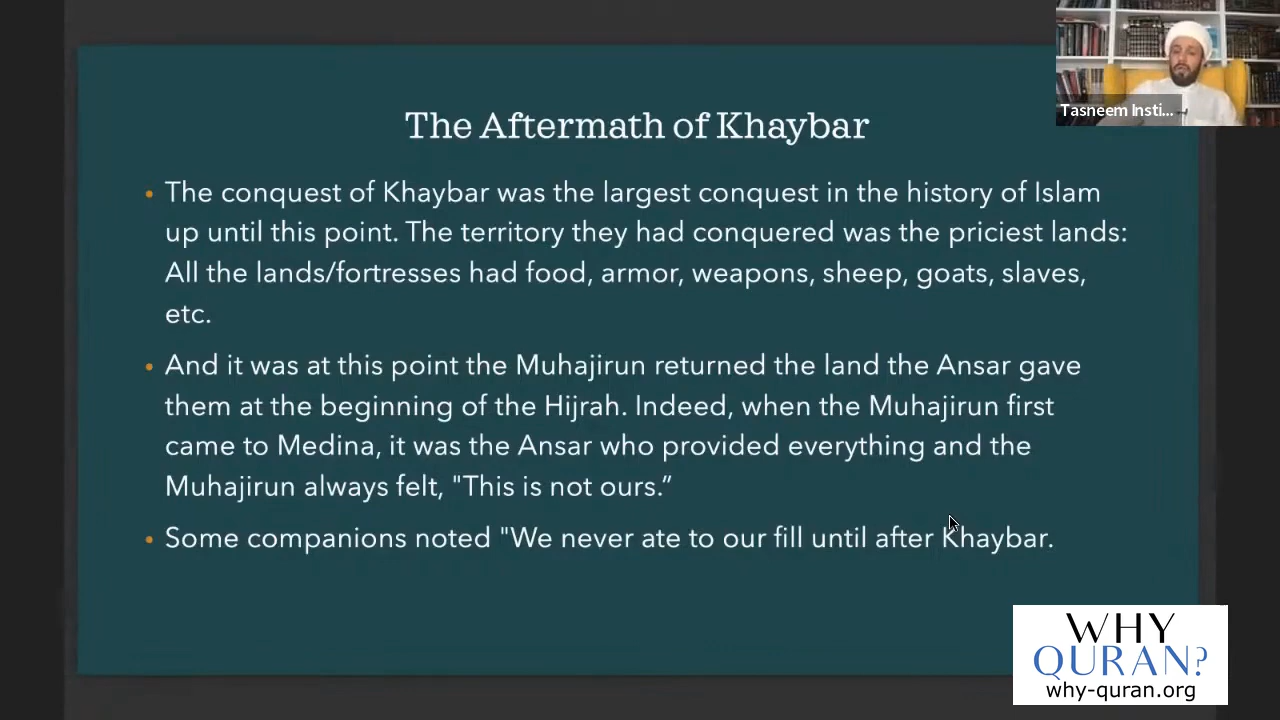 Tasneem Insti...
The Aftermath of Khaybar
• The conquest of Khaybar was the largest conquest in the history of Islam
up until this point. The territory they had conquered was the priciest lands:
All the lands/fortresses had food, armor, weapons, sheep, goats, slaves,
etc.
• And it was at this point the Muhajirun returned the land the Ansar gave
them at the beginning of the Hijrah. Indeed, when the Muhajirun first
came to Medina, it was the Ansar who provided everything and the
Muhajirun always felt, "This is not ours.”
• Some companions noted "We never ate to our fill until after Khaybar.
WHY
QURAN?
why-quran.org